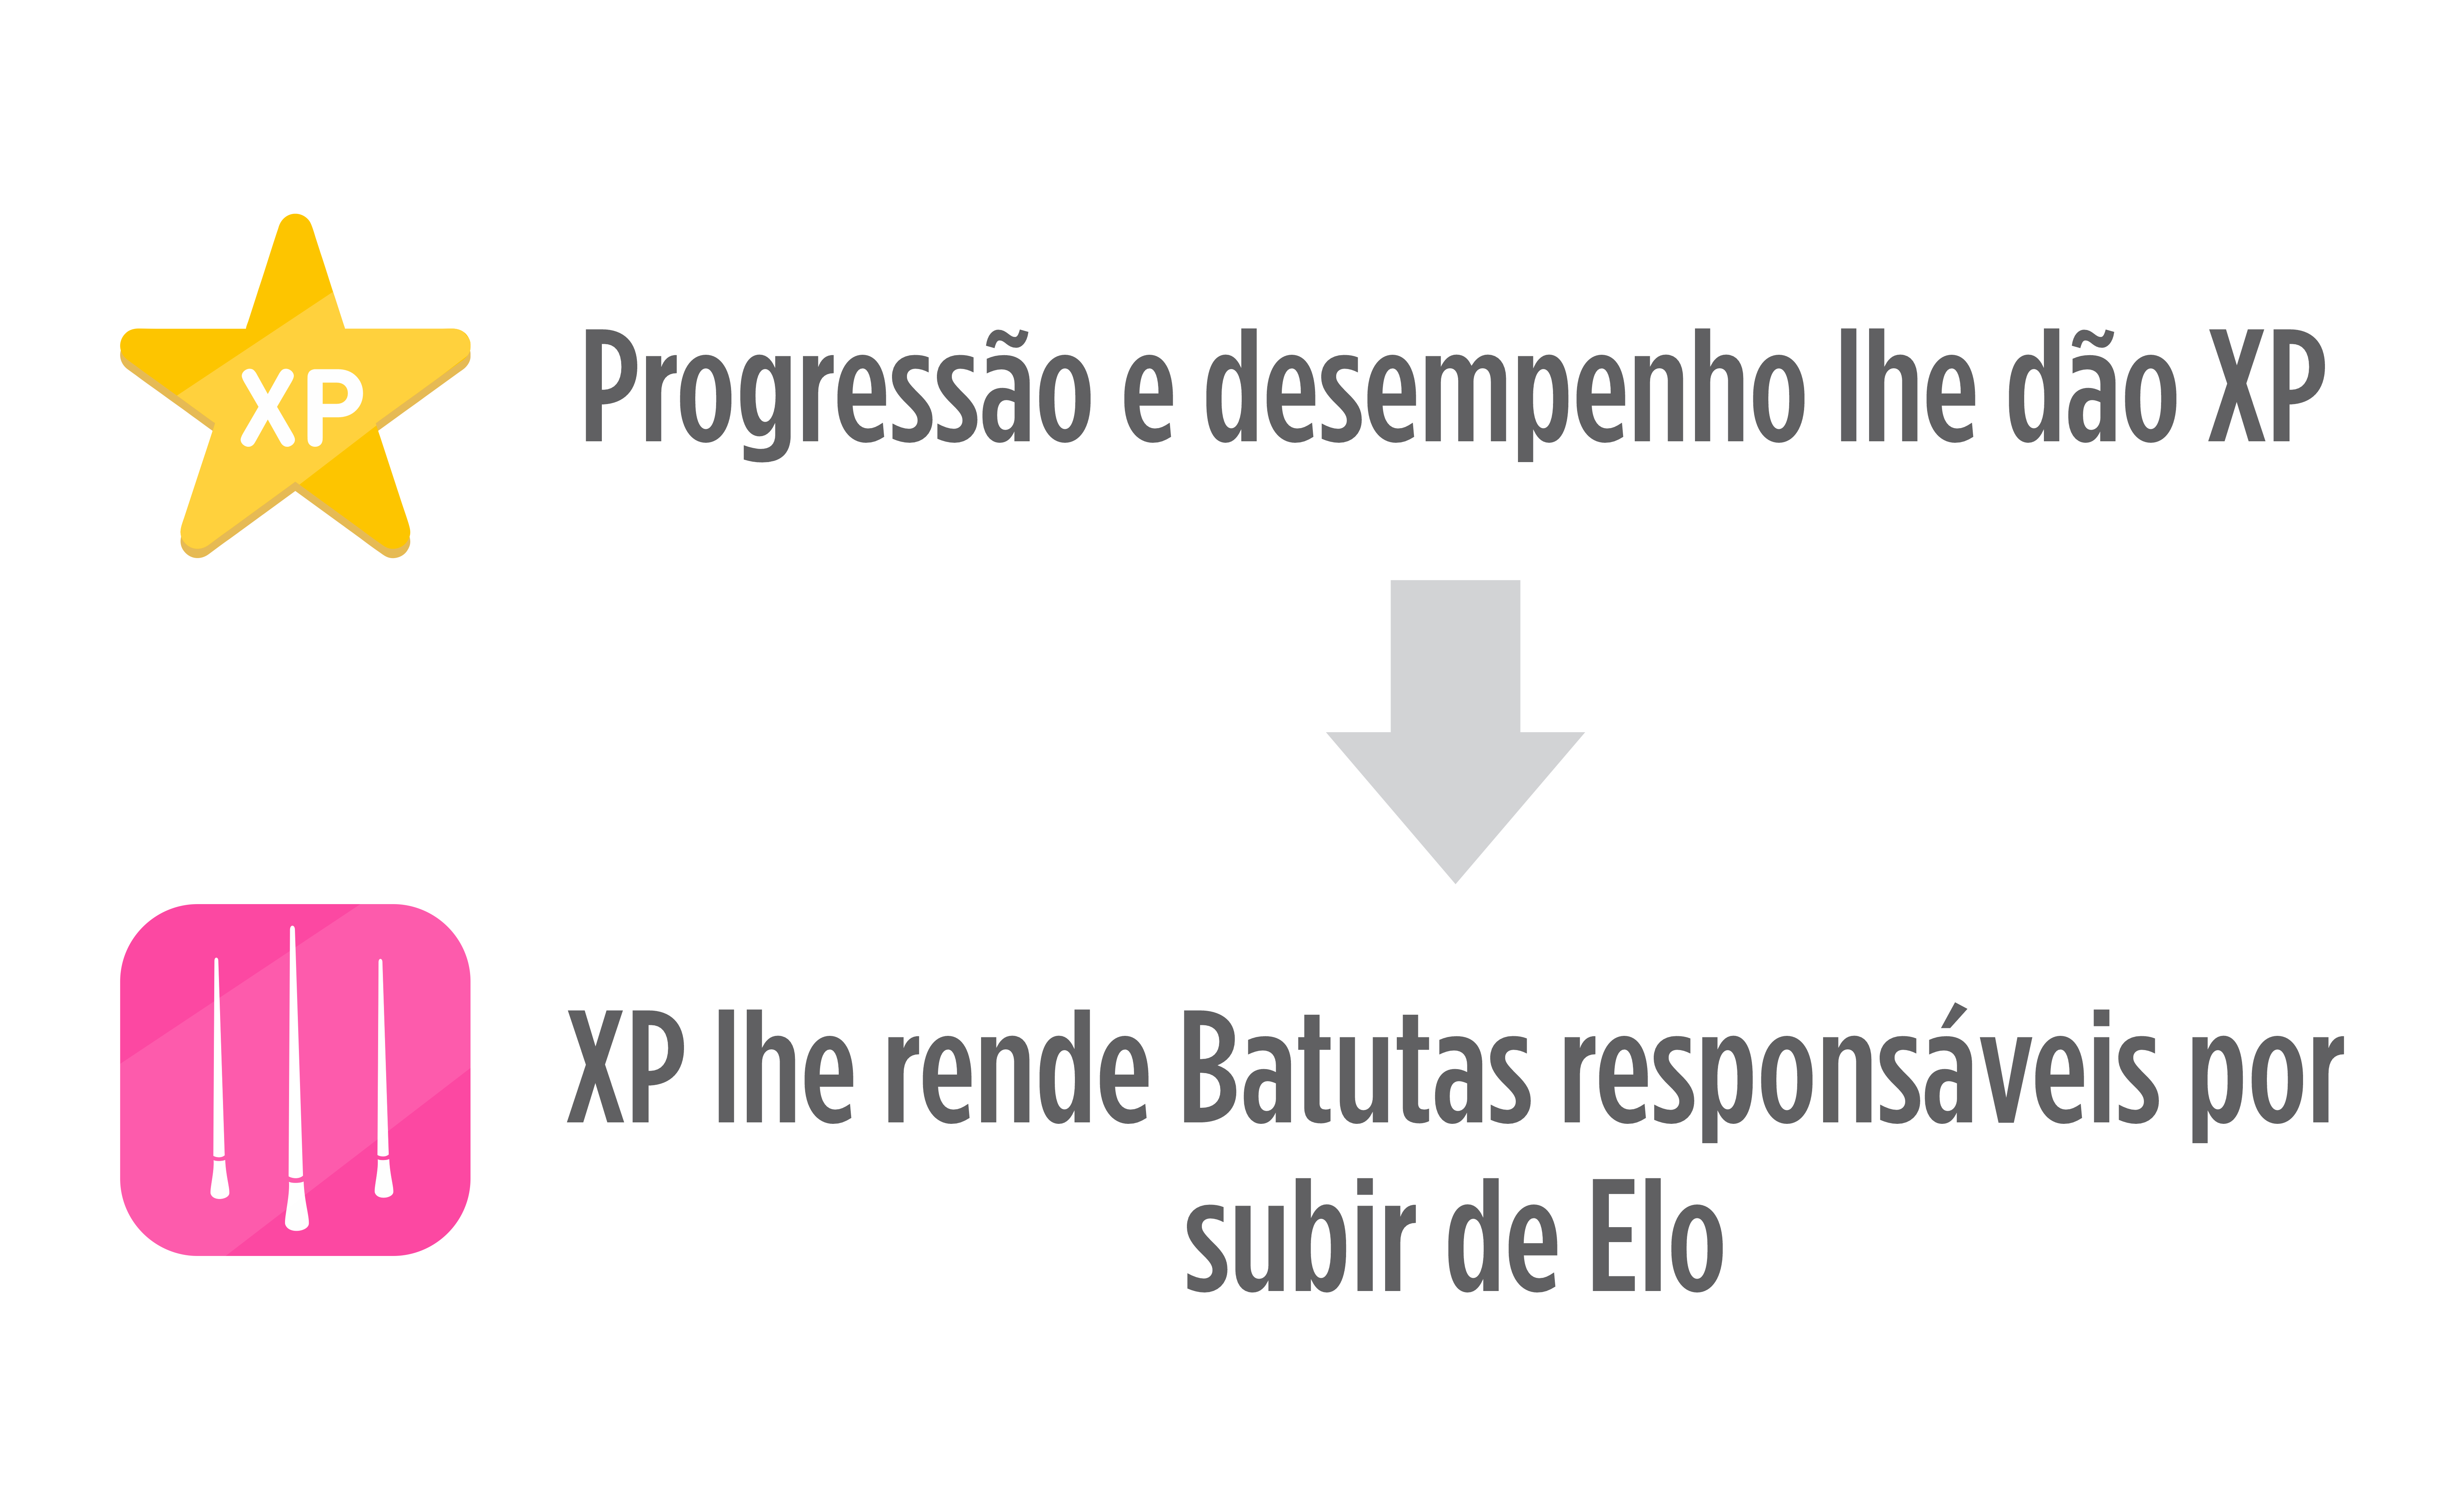 XP
Progressão e desempenho lhe dão XP
XP lhe rende Batutas responsáveis por
subir de Elo